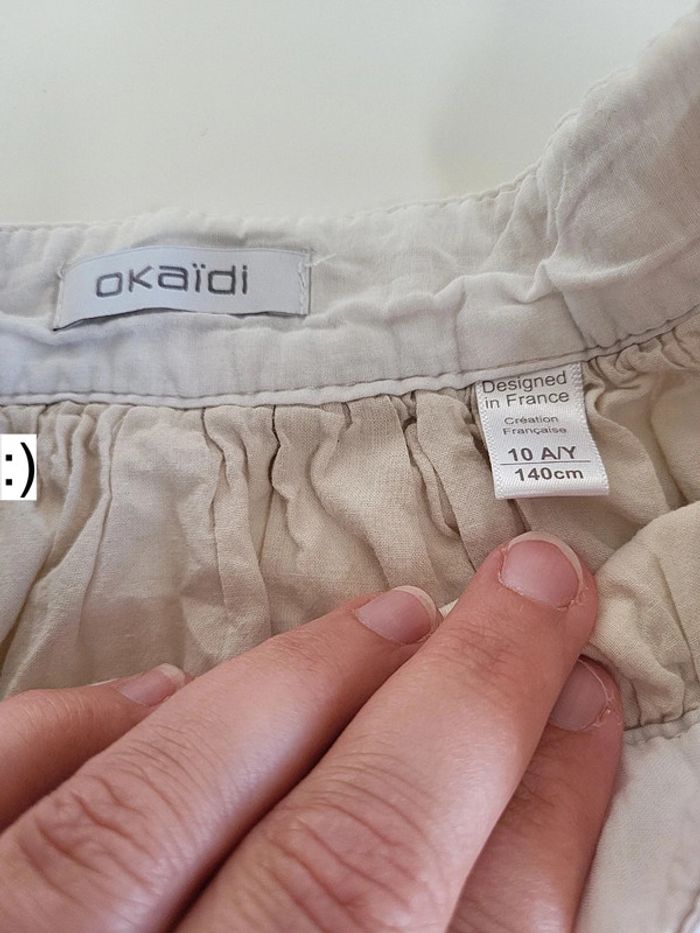 okaïdi
Designed
in France
Création
Française
10 A/Y
140cm
:)